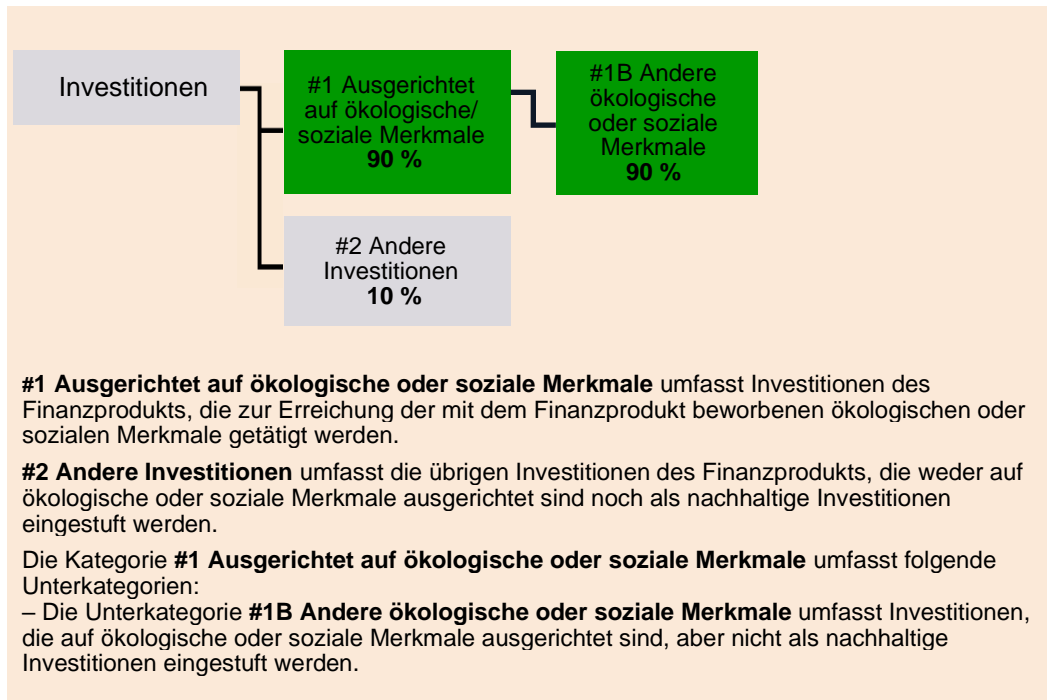 Investitionen
#1 Ausgerichtet
auf ökologische/
soziale Merkmale
90 %
#1B Andere
ökologische
oder soziale
Merkmale
90 %
#2 Andere
Investitionen
10 %
#1 Ausgerichtet auf ökologische oder soziale Merkmale umfasst Investitionen des
Finanzprodukts, die zur Erreichung der mit dem Finanzprodukt beworbenen ökologischen oder
sozialen Merkmale getätigt werden.
#2 Andere Investitionen umfasst die übrigen Investitionen des Finanzprodukts, die weder auf
ökologische oder soziale Merkmale ausgerichtet sind noch als nachhaltige Investitionen
eingestuft werden.
Die Kategorie #1 Ausgerichtet auf ökologische oder soziale Merkmale umfasst folgende
Unterkategorien:
– Die Unterkategorie #1B Andere ökologische oder soziale Merkmale umfasst Investitionen,
die auf ökologische oder soziale Merkmale ausgerichtet sind, aber nicht als nachhaltige
Investitionen eingestuft werden.